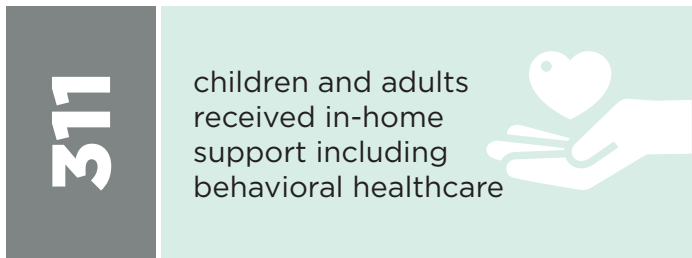 311
children and adults
received in-home
support including
behavioral healthcare